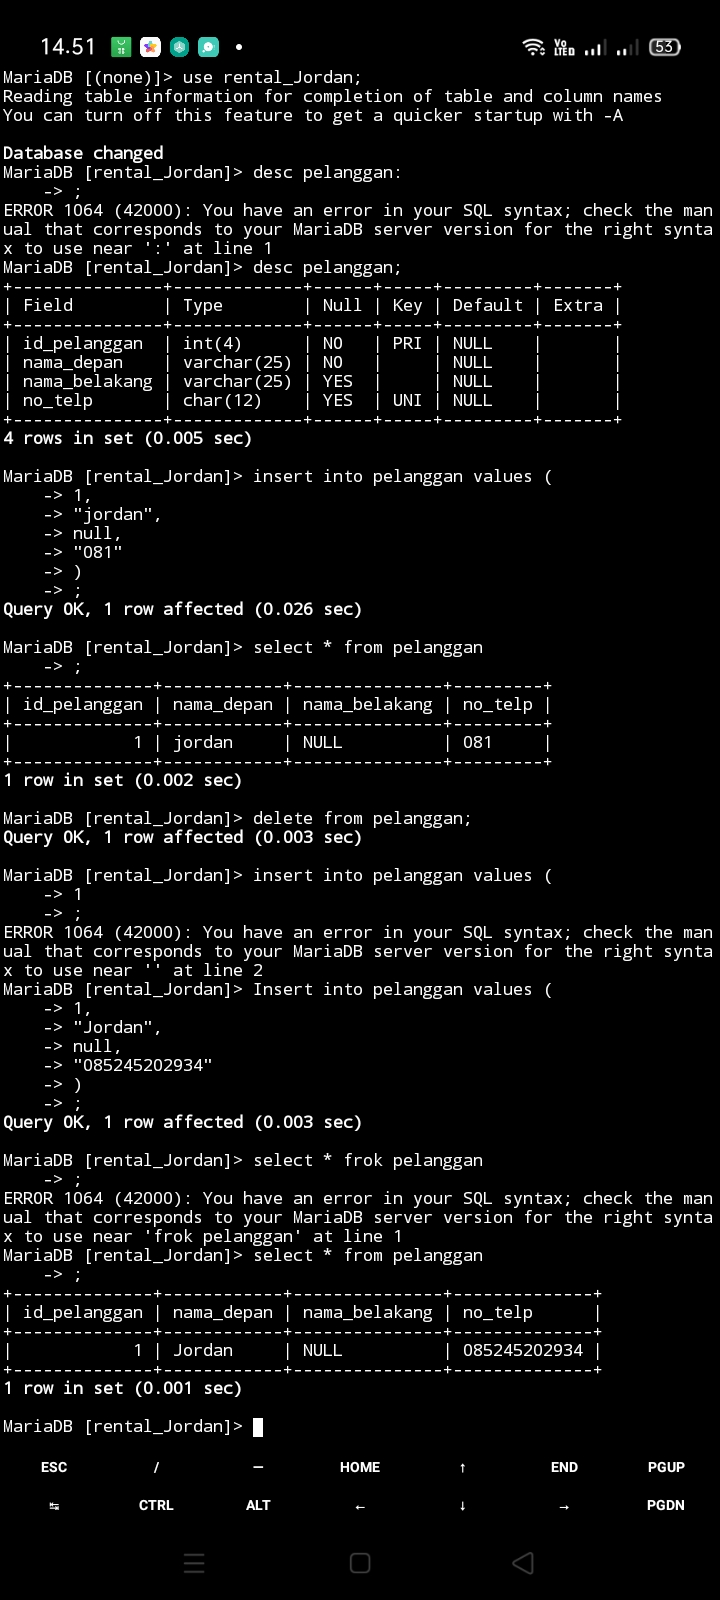 14.51
Vo LTED
53
MariaDB [(none)]> use rental_Jordan;
Reading table information for completion of table and column names
You can turn off this feature to get a quicker startup with -A
Database changed
MariaDB [rental_Jordan]> desc pelanggan:
    -> ;
ERROR 1064 (42000): You have an error in your SQL syntax; check the man
ual that corresponds to your MariaDB server version for the right synta
x to use near ':' at line 1
MariaDB [rental_Jordan]> desc pelanggan;
+---------------+-------------+------+-----+---------+-------+
| Field         | Type        | Null | Key | Default | Extra |
+---------------+-------------+------+-----+---------+-------+
| id_pelanggan  | int(4)      | NO   | PRI | NULL    |       |
| nama_depan    | varchar(25) | NO   |     | NULL    |       |
| nama_belakang | varchar(25) | YES  |     | NULL    |       |
| no_telp       | char(12)    | YES  | UNI | NULL    |       |
+---------------+-------------+------+-----+---------+-------+
4 rows in set (0.005 sec)
MariaDB [rental_Jordan]> insert into pelanggan values (
    -> 1,
    -> "jordan",
    -> null,
    -> "081"
    -> )
    -> ;
Query OK, 1 row affected (0.026 sec)
MariaDB [rental_Jordan]> select * from pelanggan
    -> ;
+--------------+------------+---------------+---------+
| id_pelanggan | nama_depan | nama_belakang | no_telp |
+--------------+------------+---------------+---------+
|            1 | jordan     | NULL          | 081     |
+--------------+------------+---------------+---------+
1 row in set (0.002 sec)
MariaDB [rental_Jordan]> delete from pelanggan;
Query OK, 1 row affected (0.003 sec)
MariaDB [rental_Jordan]> insert into pelanggan values (
    -> 1
    -> ;
ERROR 1064 (42000): You have an error in your SQL syntax; check the man
ual that corresponds to your MariaDB server version for the right synta
x to use near '' at line 2
MariaDB [rental_Jordan]> Insert into pelanggan values (
    -> 1,
    -> "Jordan",
    -> null,
    -> "085245202934"
    -> )
    -> ;
Query OK, 1 row affected (0.003 sec)
MariaDB [rental_Jordan]> select * frok pelanggan
    -> ;
ERROR 1064 (42000): You have an error in your SQL syntax; check the man
ual that corresponds to your MariaDB server version for the right synta
x to use near 'frok pelanggan' at line 1
MariaDB [rental_Jordan]> select * from pelanggan
    -> ;
+--------------+------------+---------------+--------------+
| id_pelanggan | nama_depan | nama_belakang | no_telp      |
+--------------+------------+---------------+--------------+
|            1 | Jordan     | NULL          | 085245202934 |
+--------------+------------+---------------+--------------+
1 row in set (0.001 sec)
MariaDB [rental_Jordan]>
ESC / — HOME ↑ END PGUP
↹ CTRL ALT ← ↓ → PGDN